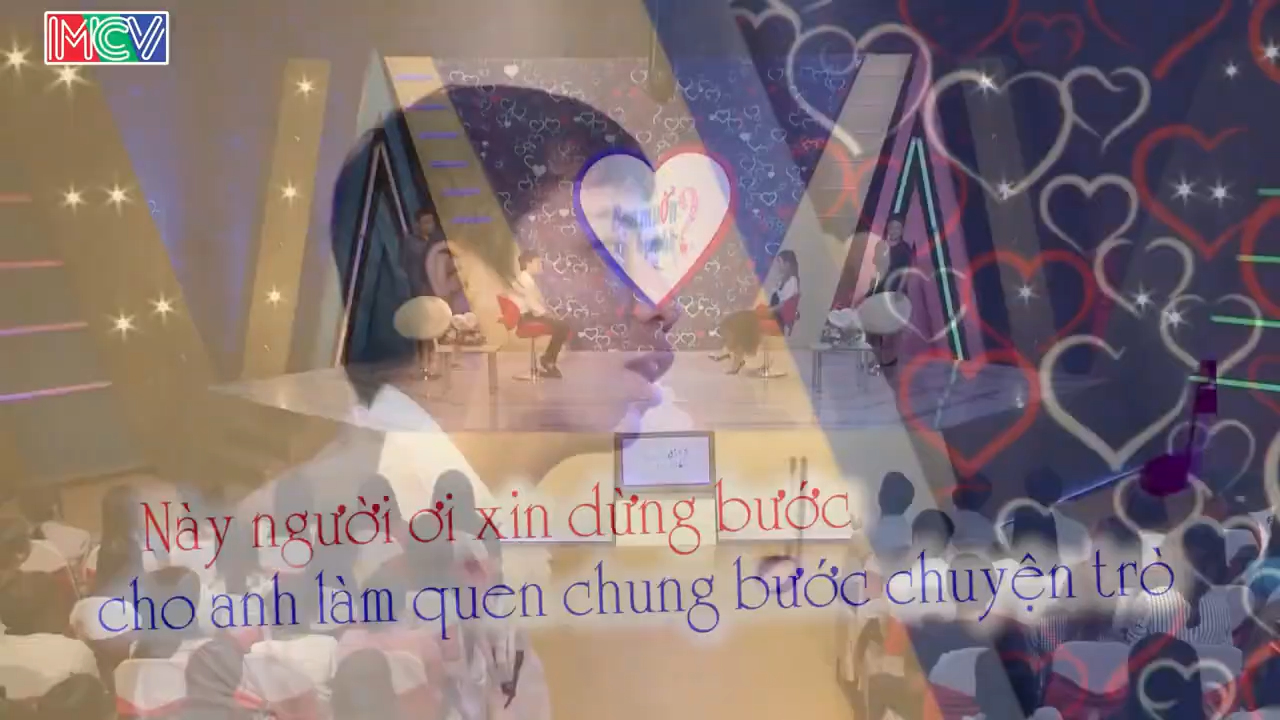 MCV
Này người ơi xin dừng bước
cho anh làm quen chung bước chuyện trò